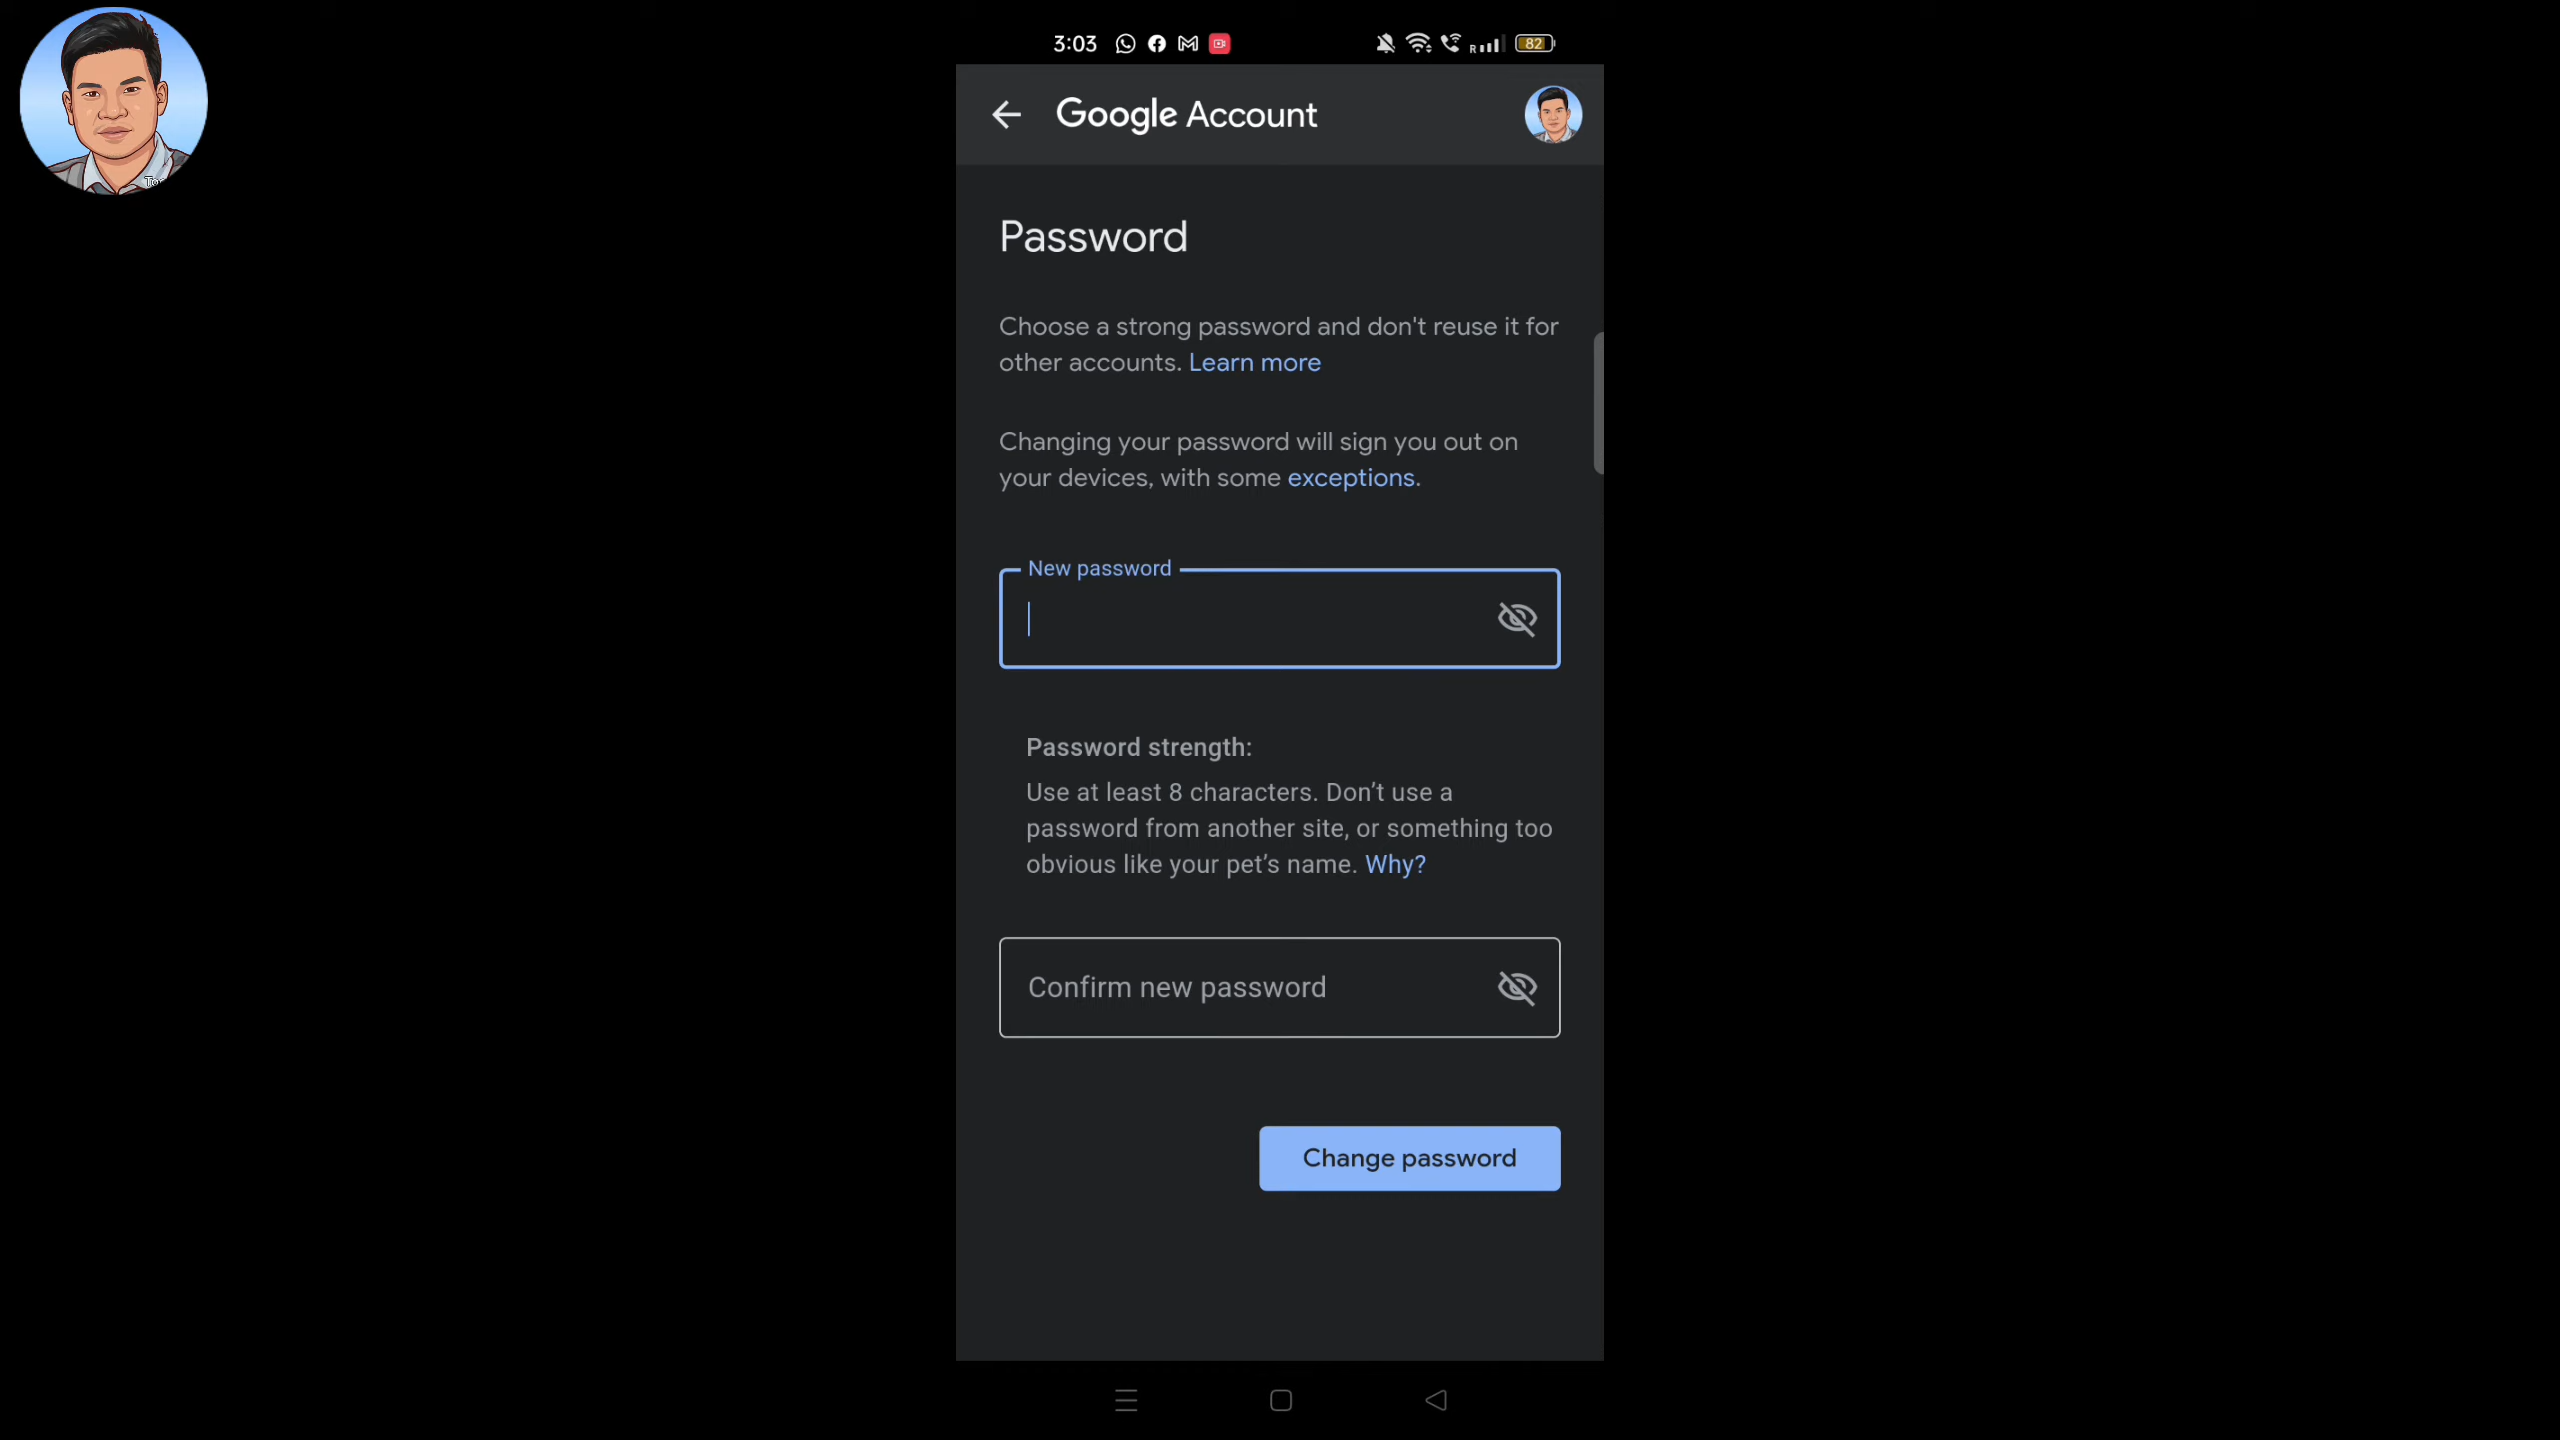 3:03
R
82
Google Account
Password
Choose a strong password and don't reuse it for
other accounts. Learn more
Changing your password will sign you out on
your devices, with some exceptions.
New password
Password strength:
Use at least 8 characters. Don’t use a
password from another site, or something too
obvious like your pet’s name. Why?
Confirm new password
Change password